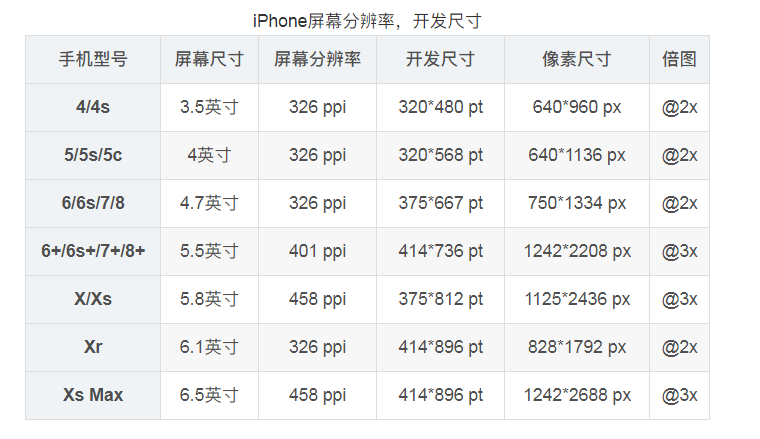 iPhone屏幕分辨率，开发尺寸
手机型号 屏幕尺寸 屏幕分辨率 开发尺寸 像素尺寸 倍图
4/4s 3.5英寸 326 ppi 320*480 pt 640*960 px @2x
5/5s/5c 4英寸 326 ppi 320*568 pt 640*1136 px @2x
6/6s/7/8 4.7英寸 326 ppi 375*667 pt 750*1334 px @2x
6+/6s+/7+/8+ 5.5英寸 401 ppi 414*736 pt 1242*2208 px @3x
X/Xs 5.8英寸 458 ppi 375*812 pt 1125*2436 px @3x
Xr 6.1英寸 326 ppi 414*896 pt 828*1792 px @2x
Xs Max 6.5英寸 458 ppi 414*896 pt 1242*2688 px @3x